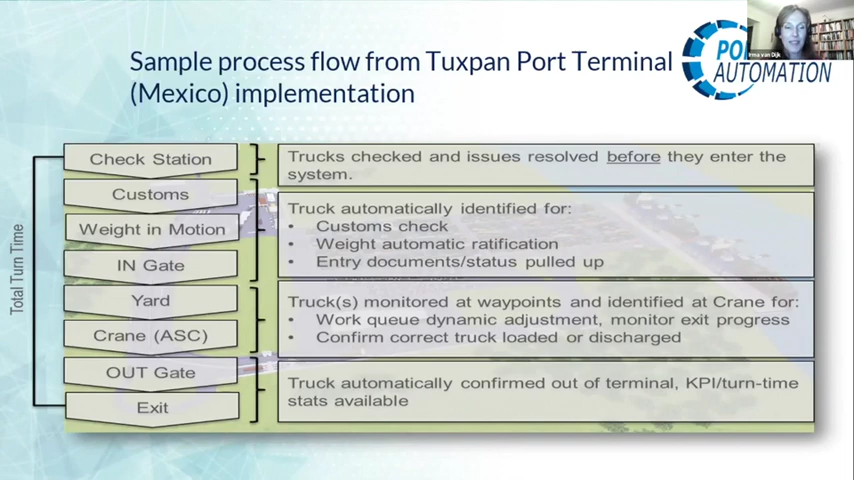 Sample process flow from Tuxpan Port Terminal
(Mexico) implementation
AUTOMATION
van Dijk
Total Turn Time
Check Station
Trucks checked and issues resolved before they enter the
system.
Customs
Weight in Motion
IN Gate
Truck automatically identified for:
• Customs check
• Weight automatic ratification
• Entry documents/status pulled up
Yard
Crane (ASC)
Truck(s) monitored at waypoints and identified at Crane for:
• Work queue dynamic adjustment, monitor exit progress
• Confirm correct truck loaded or discharged
OUT Gate
Exit
Truck automatically confirmed out of terminal, KPI/turn-time
stats available